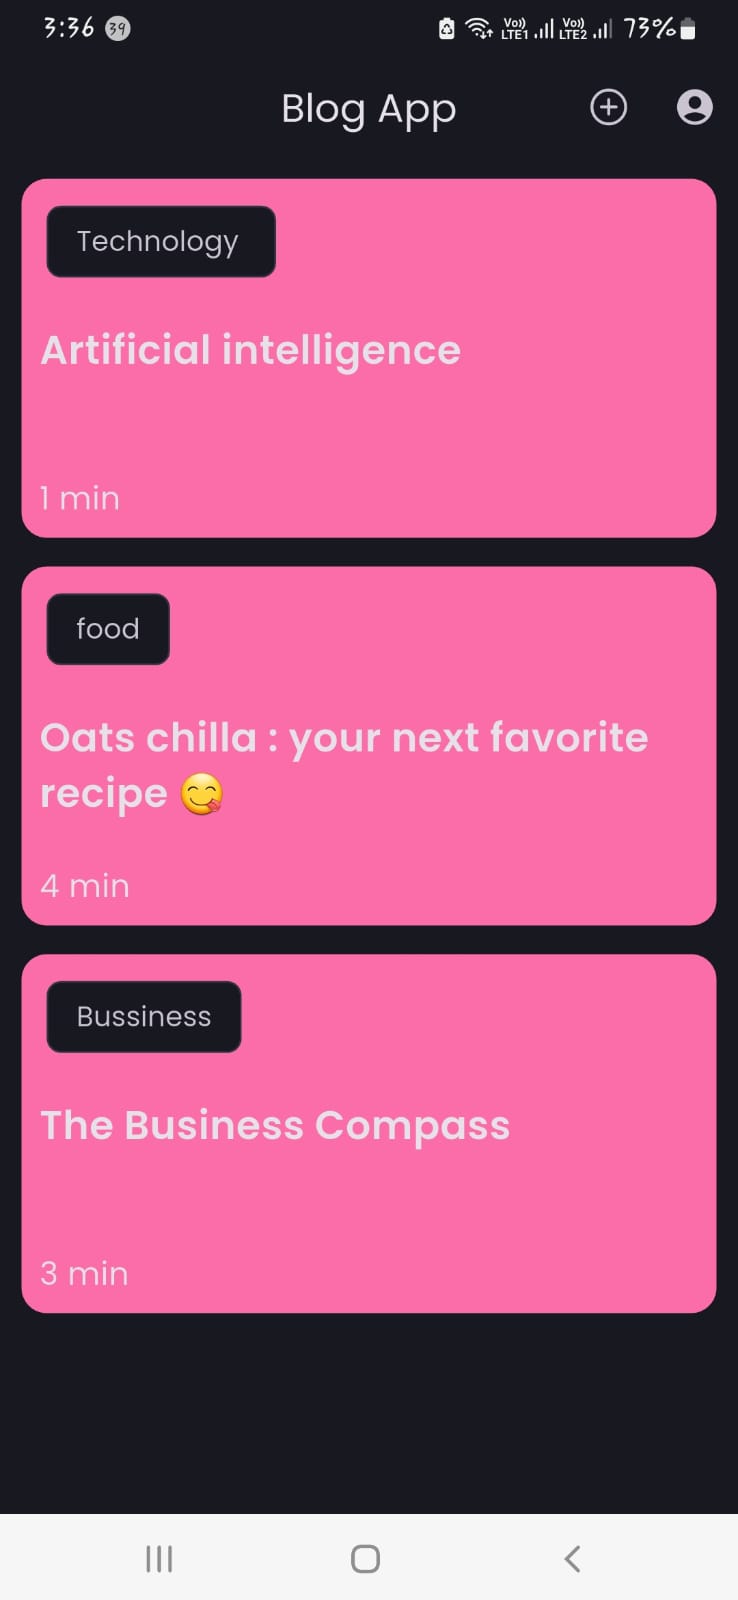 3:36 39 Vo)) LTE1 Vo)) LTE2 73%
Blog App
Technology
Artificial intelligence
1 min
food
Oats chilla : your next favorite
recipe 😋
4 min
Bussiness
The Business Compass
3 min